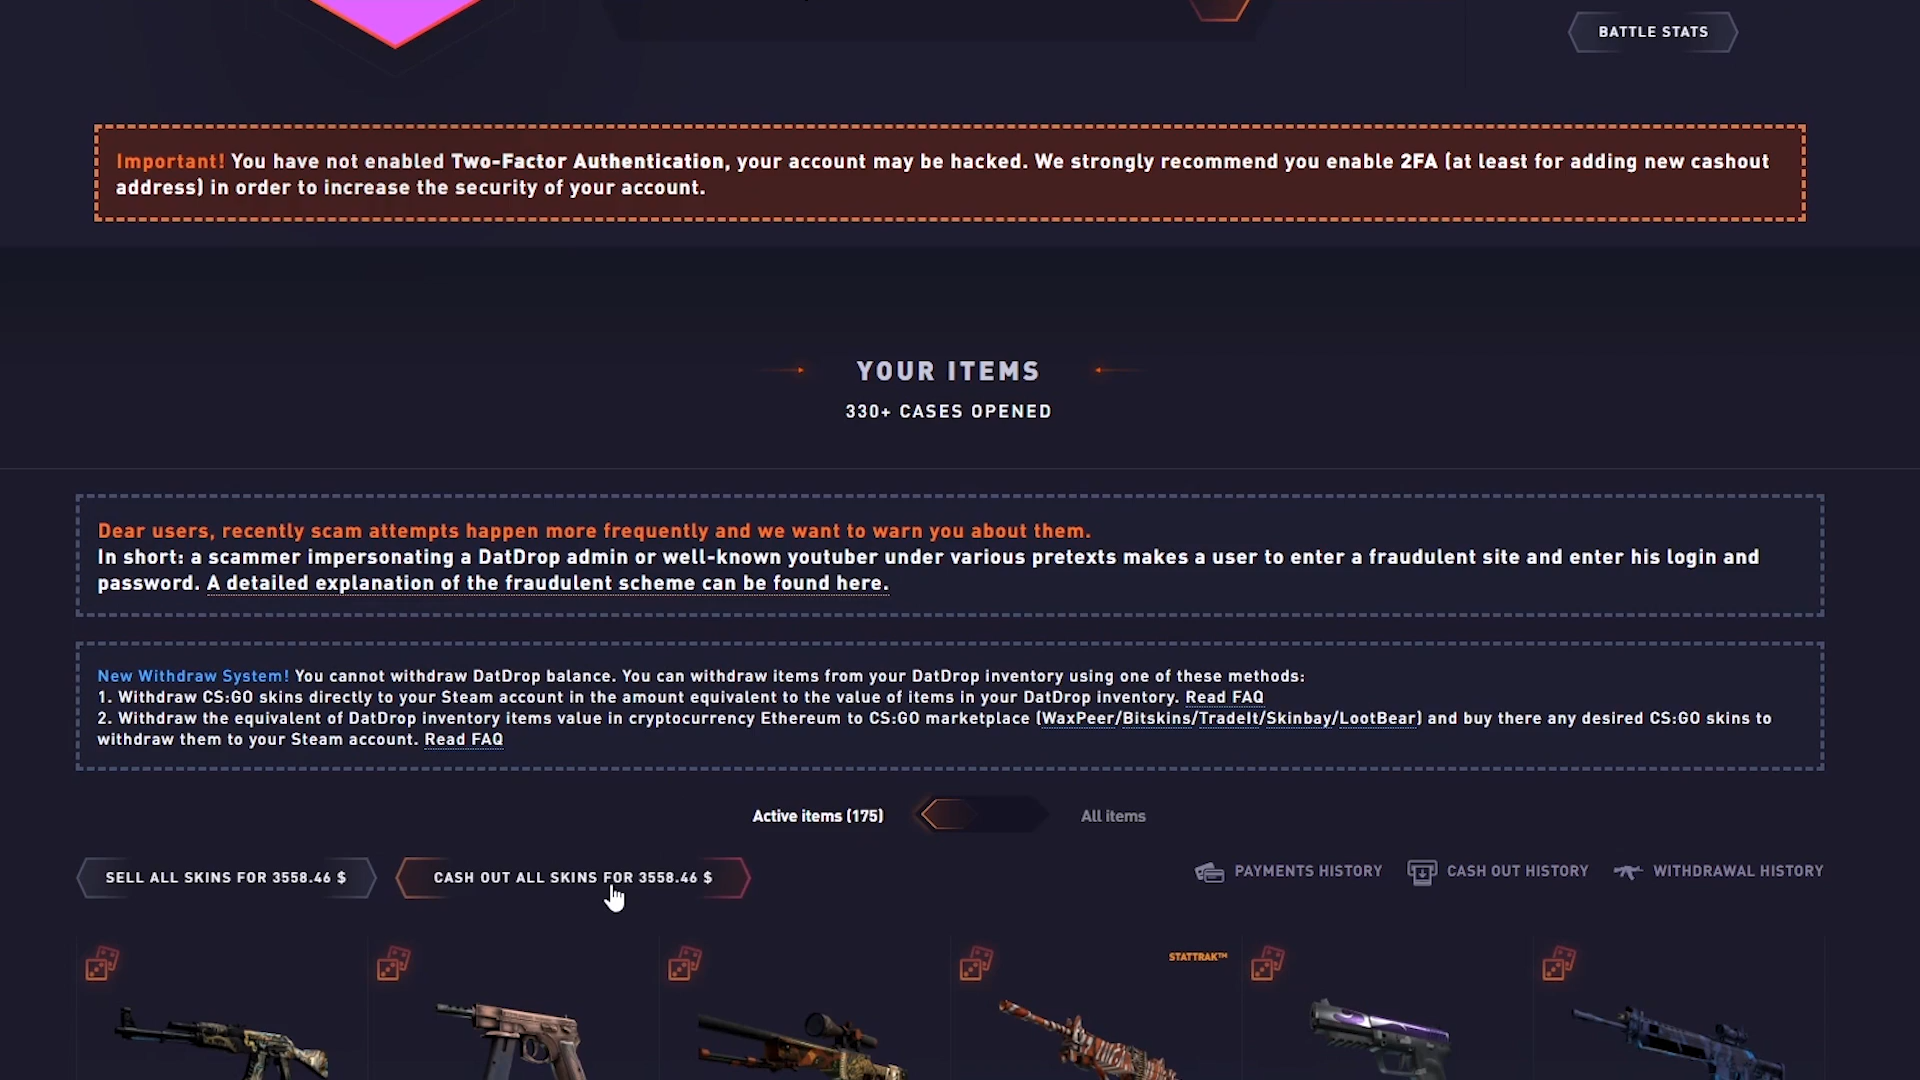 BATTLE STATS
Important! You have not enabled Two-Factor Authentication, your account may be hacked. We strongly recommend you enable 2FA (at least for adding new cashout
address) in order to increase the security of your account.
YOUR ITEMS
330+ CASES OPENED
Dear users, recently scam attempts happen more frequently and we want to warn you about them.
In short: a scammer impersonating a DatDrop admin or well-known youtuber under various pretexts makes a user to enter a fraudulent site and enter his login and
password. A detailed explanation of the fraudulent scheme can be found here.
New Withdraw System! You cannot withdraw DatDrop balance. You can withdraw items from your DatDrop inventory using one of these methods:
1. Withdraw CS:GO skins directly to your Steam account in the amount equivalent to the value of items in your DatDrop inventory. Read FAQ
2. Withdraw the equivalent of DatDrop inventory items value in cryptocurrency Ethereum to CS:GO marketplace (WaxPeer/Bitskins/TradeIt/Skinbay/LootBear) and buy there any desired CS:GO skins to
withdraw them to your Steam account. Read FAQ
Active items (175) All items
SELL ALL SKINS FOR 3558.46 $ CASH OUT ALL SKINS FOR 3558.46 $ PAYMENTS HISTORY CASH OUT HISTORY WITHDRAWAL HISTORY
STATTRAK™